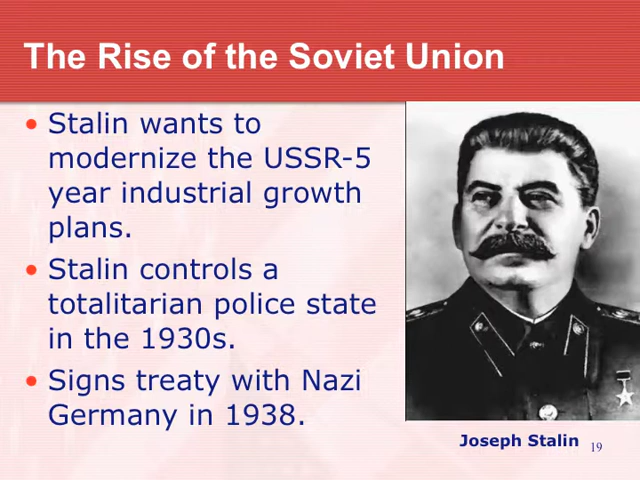 The Rise of the Soviet Union
• Stalin wants to
modernize the USSR-5
year industrial growth
plans.
• Stalin controls a
totalitarian police state
in the 1930s.
• Signs treaty with Nazi
Germany in 1938.
Joseph Stalin
19